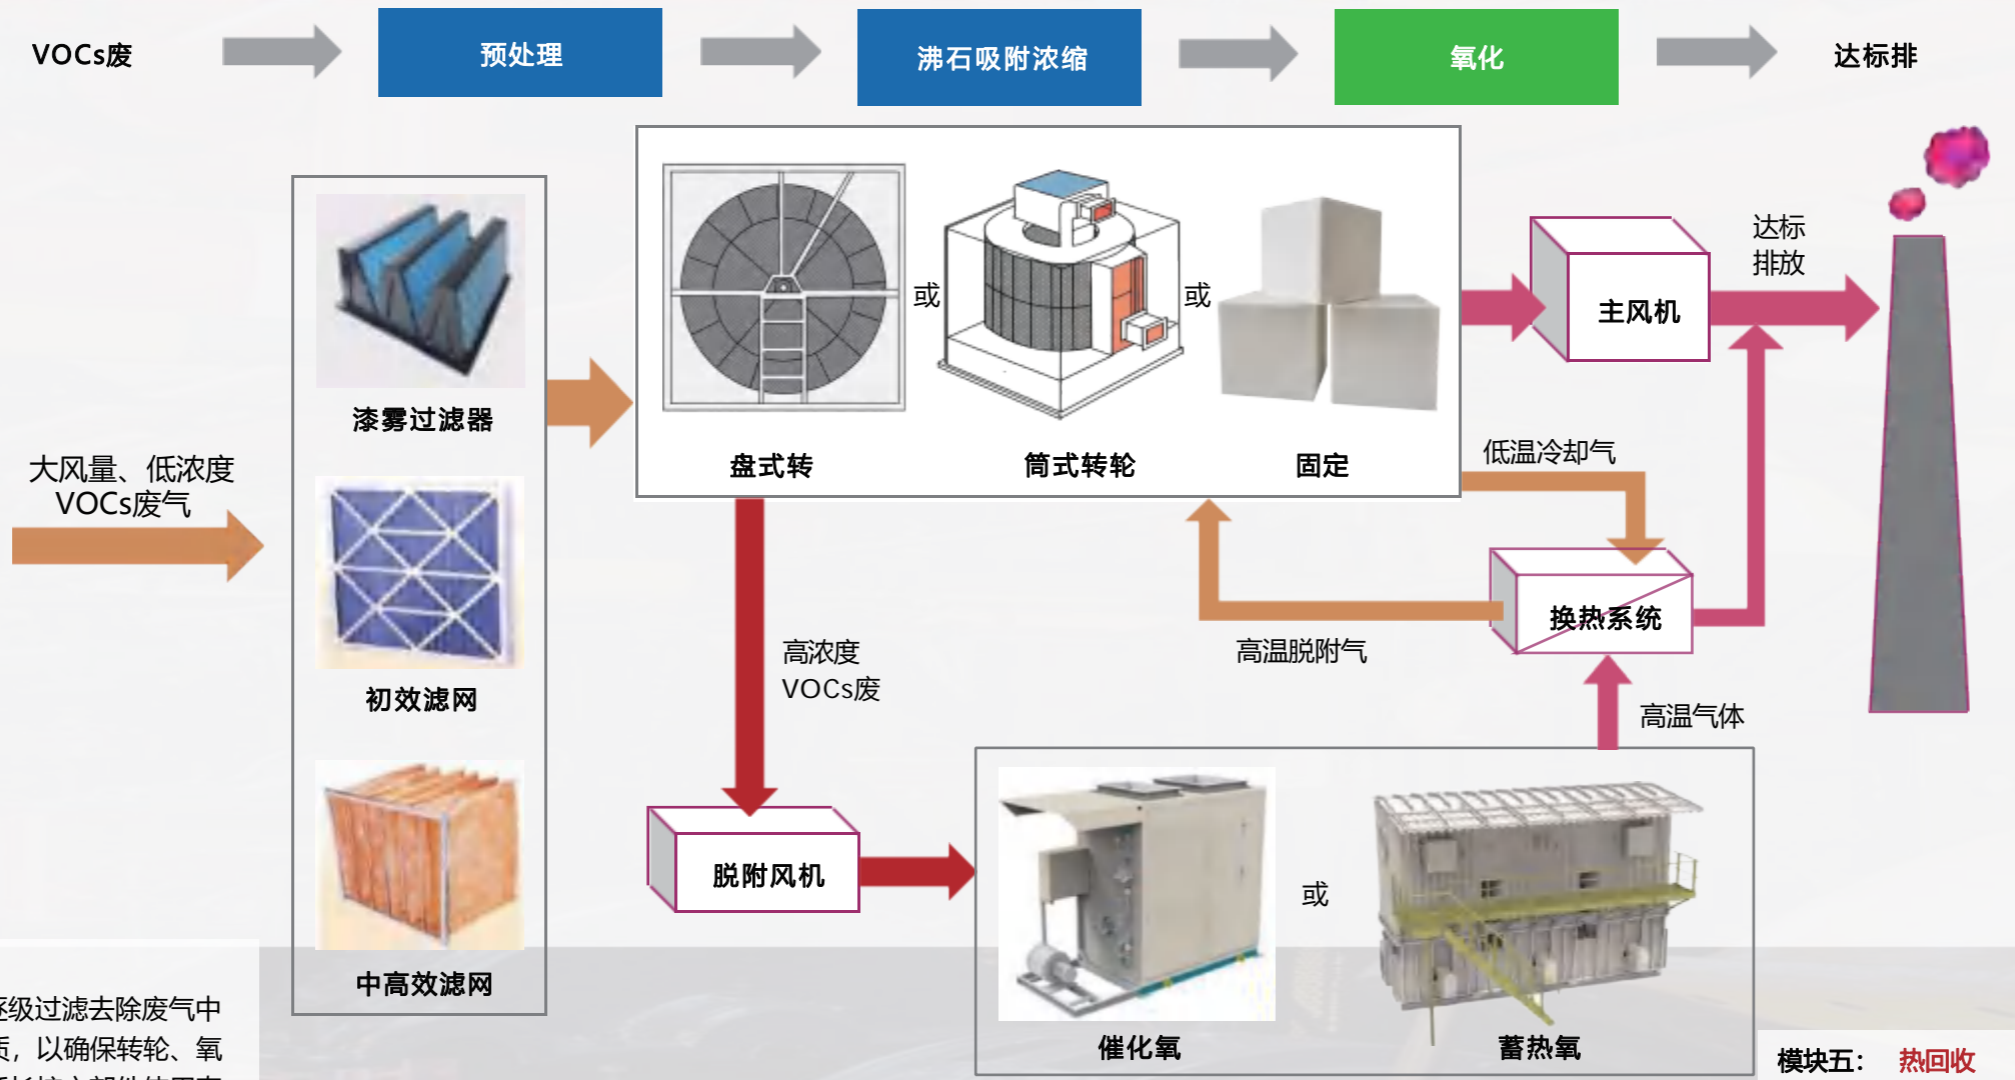 VOCs废
预处理
沸石吸附浓缩
氧化
达标排
漆雾过滤器
初效滤网
中高效滤网
大风量、低浓度
VOCs废气
或
或
盘式转
筒式转轮
固定
主风机
达标
排放
低温冷却气
换热系统
高温脱附气
高温气体
高浓度
VOCs废
脱附风机
或
催化氧
蓄热氧
逐级过滤去除废气中
质，以确保转轮、氧
模块五： 热回收